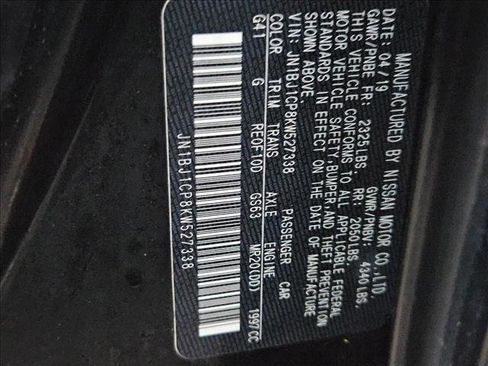 MANUFACTURED BY NISSAN MOTOR CO.,LTD.
DATE: 04/19 GVWR/PNBV: 4340 LBS,
GAWR/PNBE FR: 2325LBS RR: 2050LBS,
THIS VEHICLE CONFORMS TO ALL APPLICABLE FEDERAL
MOTOR VEHICLE SAFETY,BUMPER,AND THEFT PREVENTION
STANDARDS IN EFFECT ON THE DATE OF MANUFACTURE
SHOWN ABOVE.
VIN: JN1BJ1CP8KW527338 PASSENGER CAR
COLOR TRIM TRANS AXLE ENGINE
G41 G RE0F10D GS63 MR20(DD) 1997CC
JN1BJ1CP8KW527338